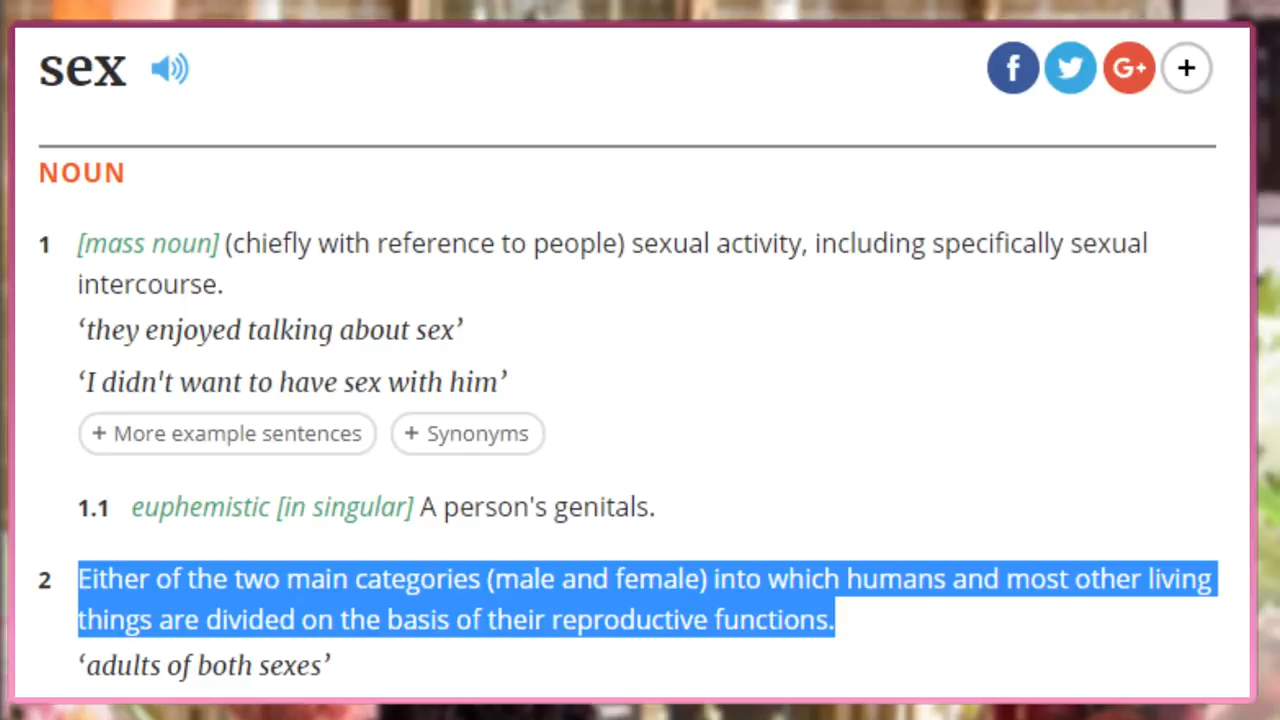 sex
f
G+
+
NOUN
1 [mass noun] (chiefly with reference to people) sexual activity, including specifically sexual
intercourse.
‘they enjoyed talking about sex’
‘I didn't want to have sex with him’
+ More example sentences + Synonyms
1.1 euphemistic [in singular] A person's genitals.
2 Either of the two main categories (male and female) into which humans and most other living
things are divided on the basis of their reproductive functions.
‘adults of both sexes’